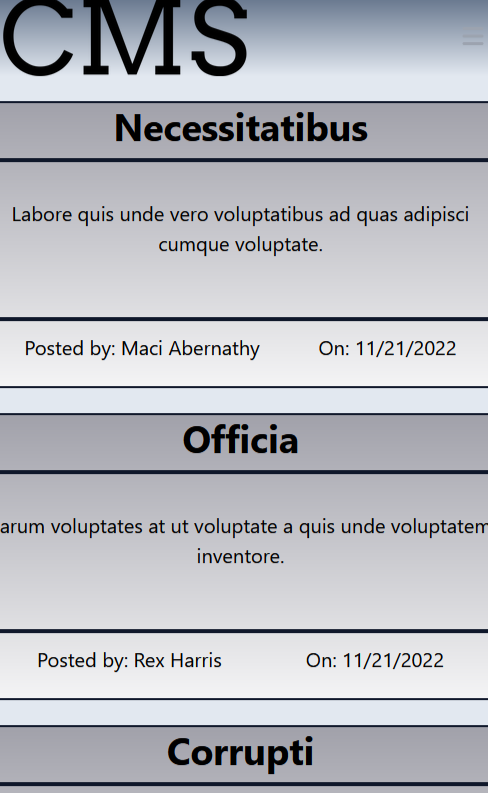 CMS
Necessitatibus
Labore quis unde vero voluptatibus ad quas adipisci
cumque voluptate.
Posted by: Maci Abernathy On: 11/21/2022
Officia
arum voluptates at ut voluptate a quis unde voluptatem
inventore.
Posted by: Rex Harris On: 11/21/2022
Corrupti